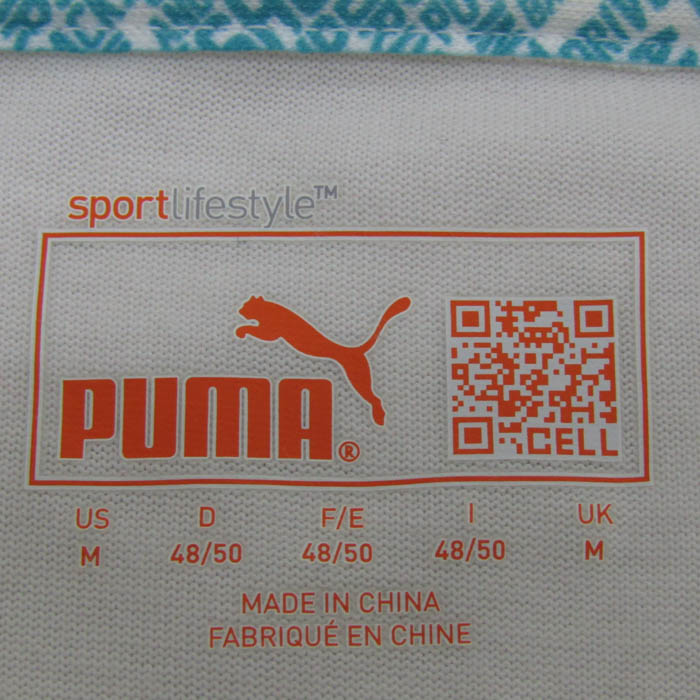 sportlifestyle™
PUMA®
CELL
US D F/E I UK
M 48/50 48/50 48/50 M
MADE IN CHINA
FABRIQUÉ EN CHINE